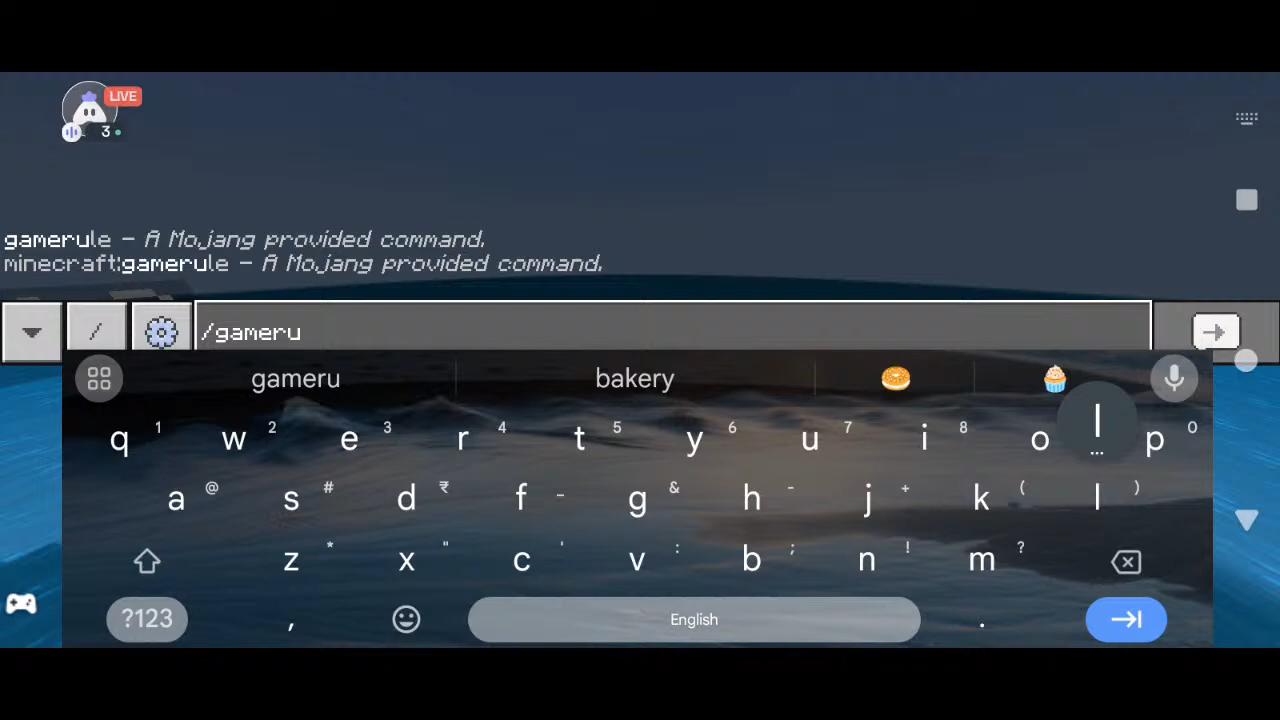 LIVE
3
gamerule - A Mojang provided command.
minecraft:gamerule - A Mojang provided command.
/
/gameru
gameru bakery
q 1 w 2 e 3 r 4 t 5 y 6 u 7 i 8 o l ... p 0
a @ s # d ₹ f _ g & h - j + k ( l )
z * x " c ' v : b ; n ! m ?
?123 , English .